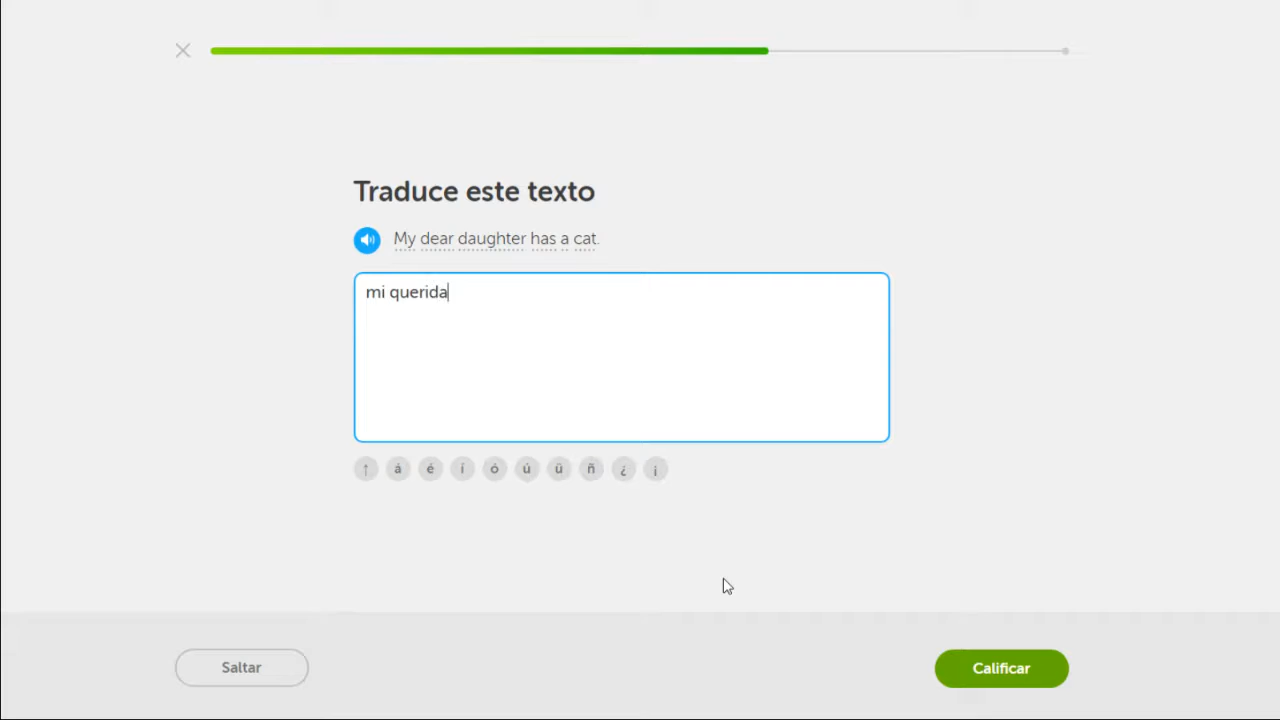 Traduce este texto
My dear daughter has a cat.
mi querida
↑ á é í ó ú ü ñ ¿ ¡
Saltar
Calificar